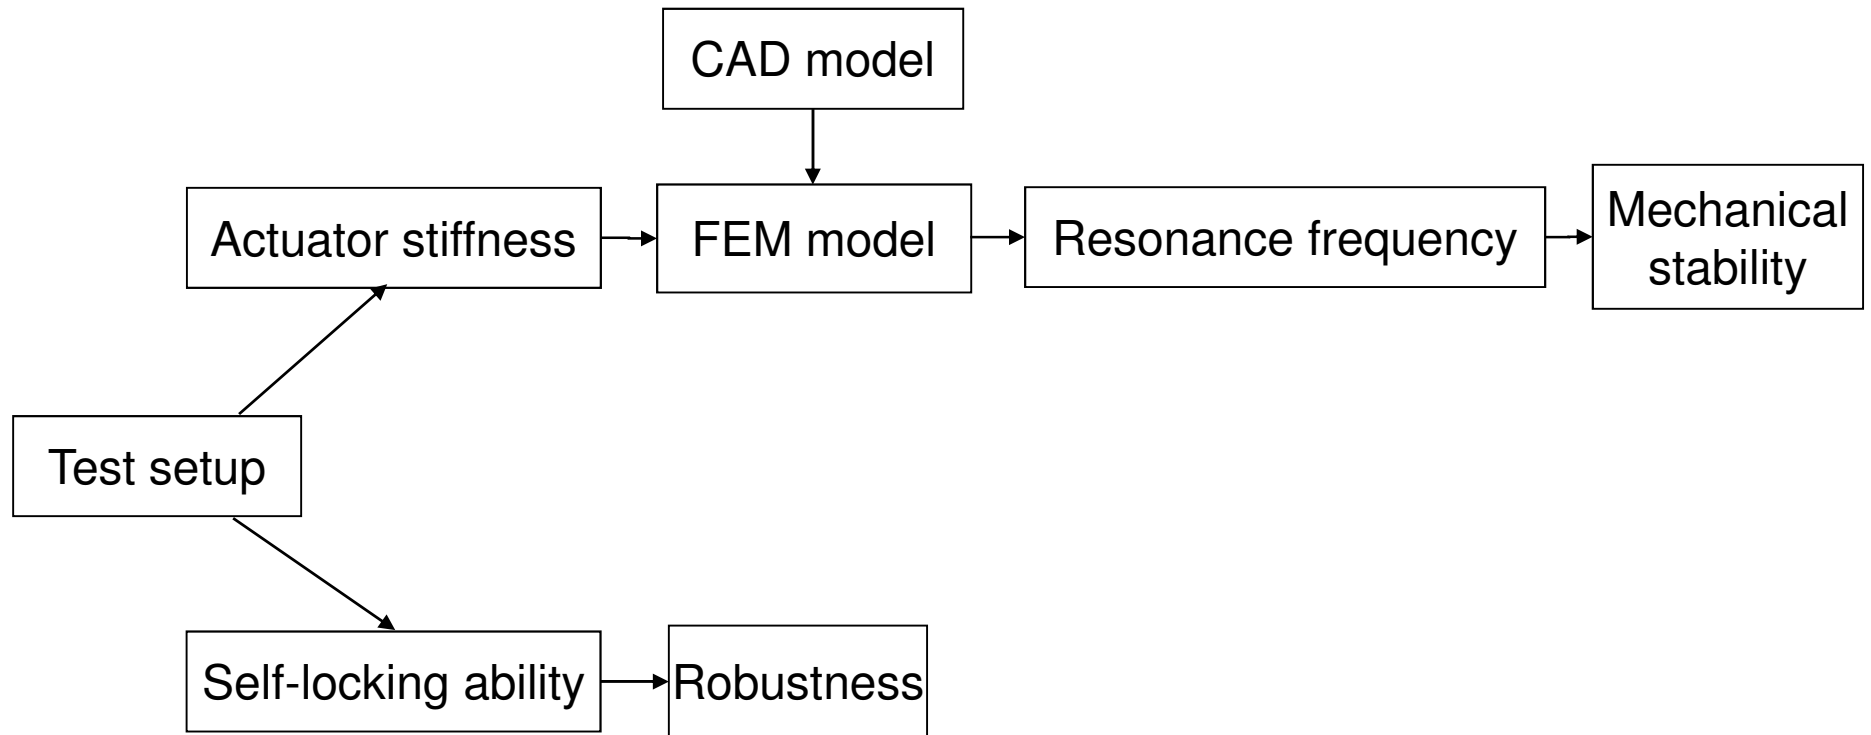 CAD model
Actuator stiffness
FEM model
Resonance frequency
Mechanical
stability
Test setup
Self-locking ability
Robustness